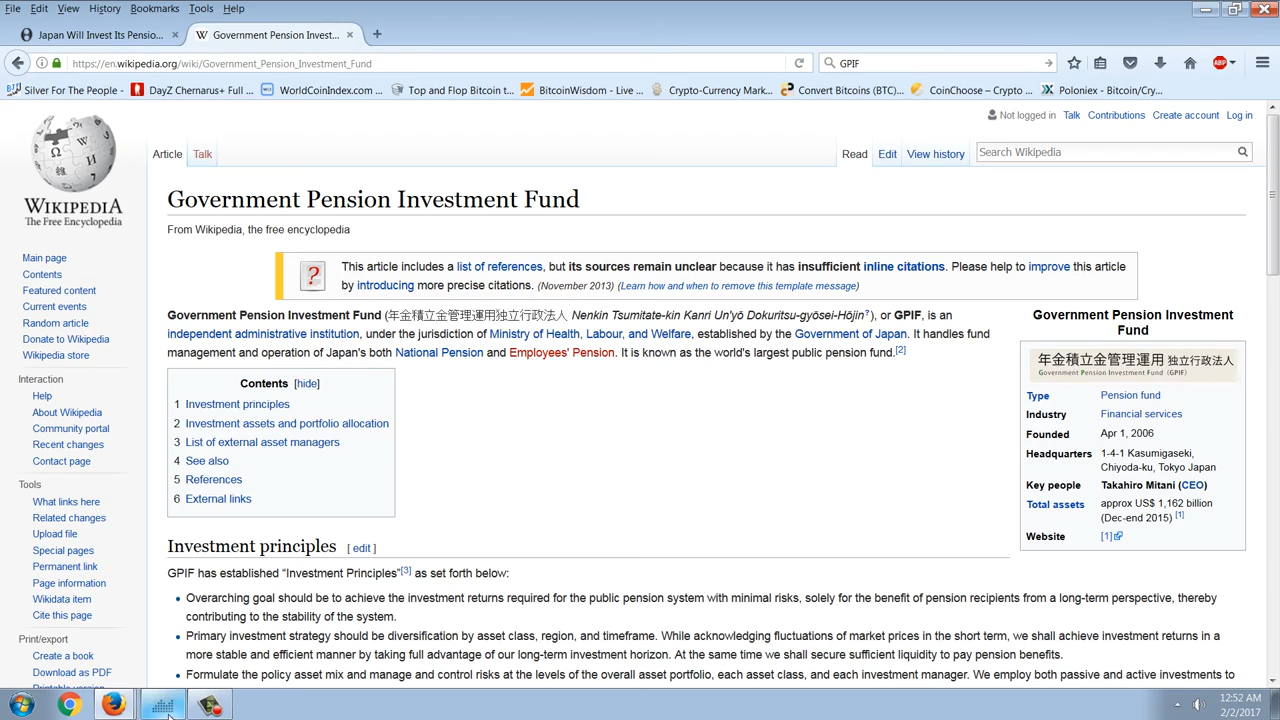 File Edit View History Bookmarks Tools Help
Japan Will Invest Its Pensio... × Government Pension Invest... × +
https://en.wikipedia.org/wiki/Government_Pension_Investment_Fund GPIF ABP
Silver For The People - ... DayZ Chernarus+ Full ... WorldCoinIndex.com ... Top and Flop Bitcoin t... BitcoinWisdom - Live ... Crypto-Currency Mark... Convert Bitcoins (BTC)... CoinChoose – Crypto ... Poloniex - Bitcoin/Cry...
Not logged in Talk Contributions Create account Log in
Article Talk Read Edit View history Search Wikipedia
WIKIPEDIA
The Free Encyclopedia
Main page
Contents
Featured content
Current events
Random article
Donate to Wikipedia
Wikipedia store
Interaction
Help
About Wikipedia
Community portal
Recent changes
Contact page
Tools
What links here
Related changes
Upload file
Special pages
Permanent link
Page information
Wikidata item
Cite this page
Print/export
Create a book
Download as PDF
Government Pension Investment Fund
From Wikipedia, the free encyclopedia
This article includes a list of references, but its sources remain unclear because it has insufficient inline citations. Please help to improve this article
by introducing more precise citations. (November 2013) (Learn how and when to remove this template message)
Government Pension Investment Fund (年金積立金管理運用独立行政法人 Nenkin Tsumitate-kin Kanri Un'yō Dokuritsu-gyōsei-Hōjin?), or GPIF, is an
independent administrative institution, under the jurisdiction of Ministry of Health, Labour, and Welfare, established by the Government of Japan. It handles fund
management and operation of Japan's both National Pension and Employees' Pension. It is known as the world's largest public pension fund.[2]
Contents [hide]
1 Investment principles
2 Investment assets and portfolio allocation
3 List of external asset managers
4 See also
5 References
6 External links
Government Pension Investment
Fund
年金積立金管理運用 独立行政法人
Government Pension Investment Fund (GPIF)
Type Pension fund
Industry Financial services
Founded Apr 1, 2006
Headquarters 1-4-1 Kasumigaseki,
Chiyoda-ku, Tokyo Japan
Key people Takahiro Mitani (CEO)
Total assets approx US$ 1,162 billion
(Dec-end 2015) [1]
Website [1]
Investment principles [ edit ]
GPIF has established “Investment Principles”[3] as set forth below:
• Overarching goal should be to achieve the investment returns required for the public pension system with minimal risks, solely for the benefit of pension recipients from a long-term perspective, thereby
contributing to the stability of the system.
• Primary investment strategy should be diversification by asset class, region, and timeframe. While acknowledging fluctuations of market prices in the short term, we shall achieve investment returns in a
more stable and efficient manner by taking full advantage of our long-term investment horizon. At the same time we shall secure sufficient liquidity to pay pension benefits.
• Formulate the policy asset mix and manage and control risks at the levels of the overall asset portfolio, each asset class, and each investment manager. We employ both passive and active investments to
12:52 AM
2/2/2017